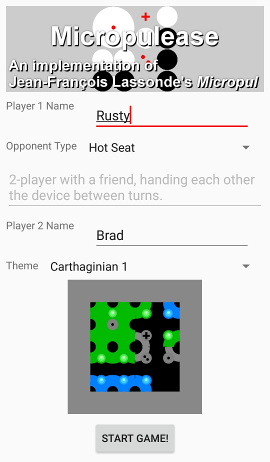 Micropulease
An implementation of
Jean-François Lassonde's Micropul
Player 1 Name
Rusty
Opponent Type
Hot Seat
2-player with a friend, handing each other
the device between turns.
Player 2 Name
Brad
Theme
Carthaginian 1
START GAME!